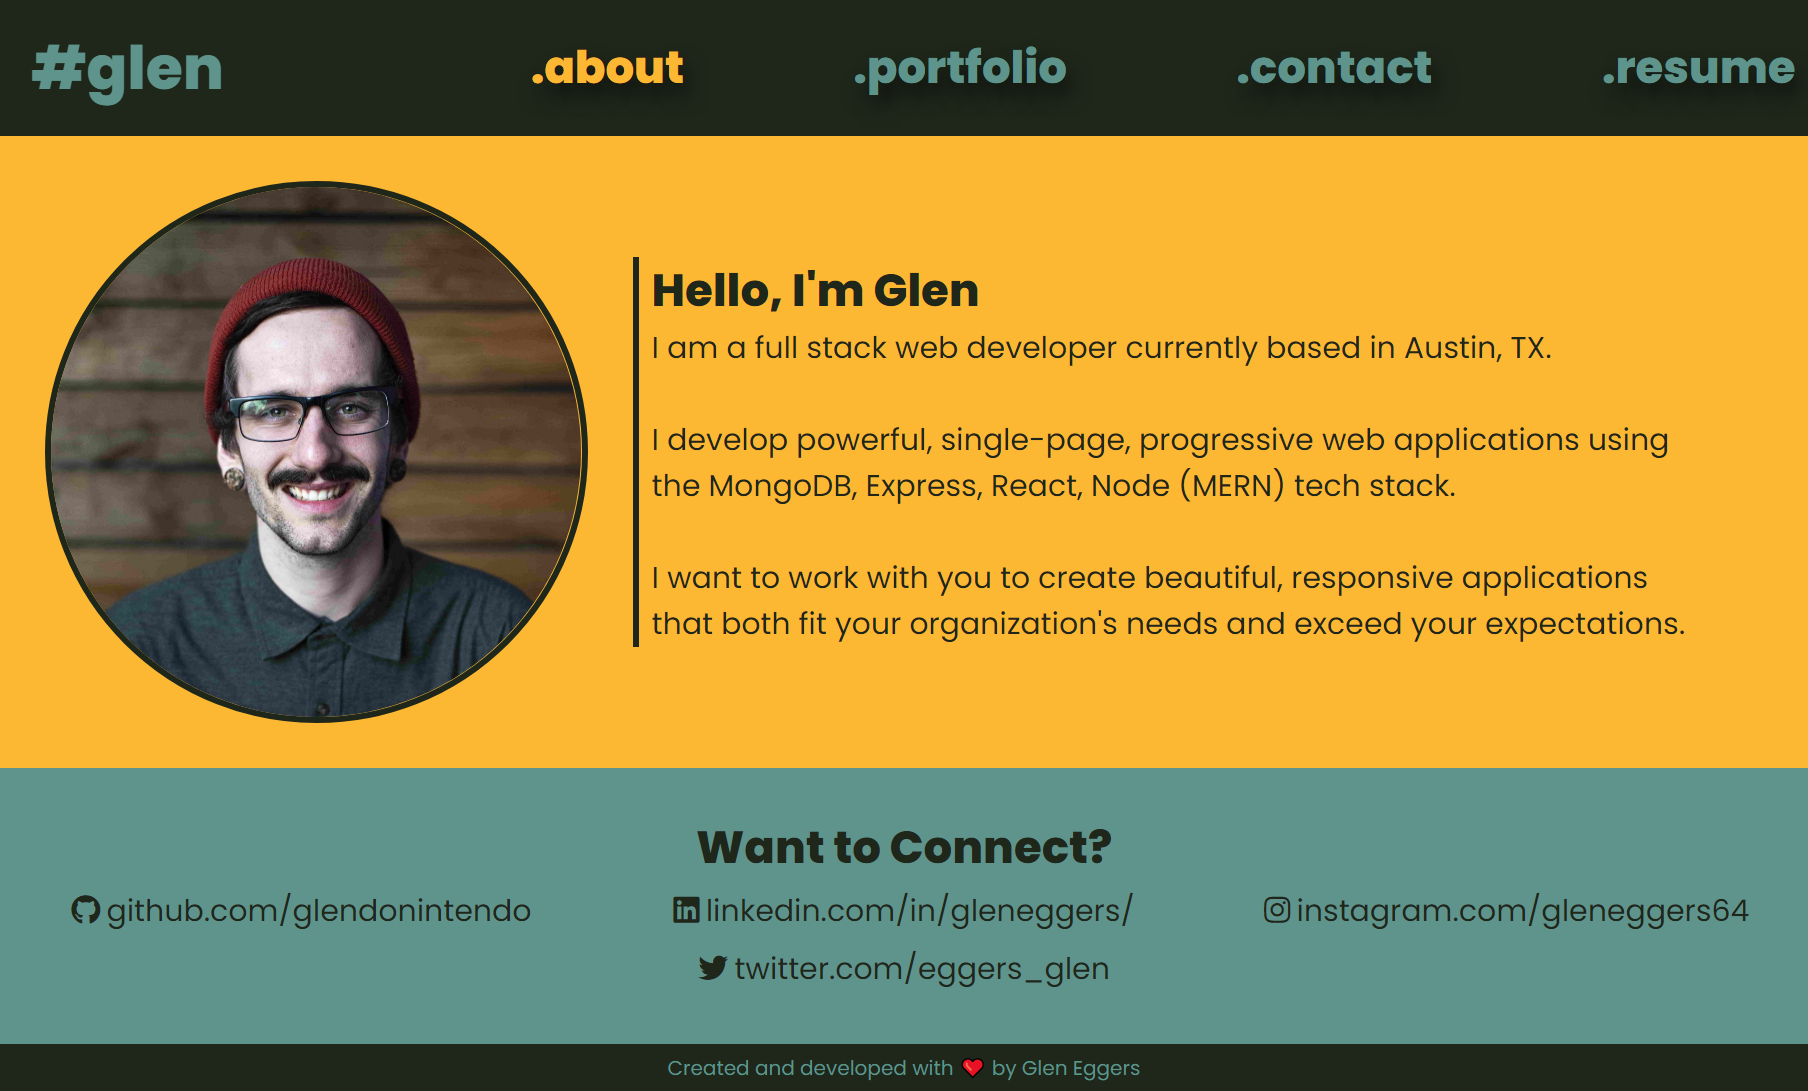 #glen
.about
.portfolio
.contact
.resume
Hello, I'm Glen
I am a full stack web developer currently based in Austin, TX.
I develop powerful, single-page, progressive web applications using
the MongoDB, Express, React, Node (MERN) tech stack.
I want to work with you to create beautiful, responsive applications
that both fit your organization's needs and exceed your expectations.
Want to Connect?
github.com/glendonintendo
linkedin.com/in/gleneggers/
instagram.com/gleneggers64
twitter.com/eggers_glen
Created and developed with ❤️ by Glen Eggers